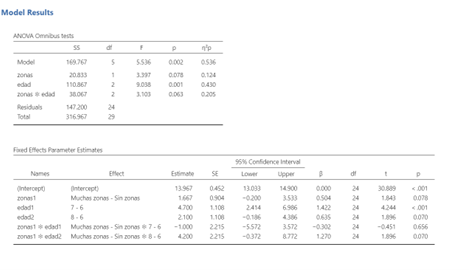 Model Results
ANOVA Omnibus tests
SS df F p η²p
Model 169.767 5 5.536 0.002 0.536
zonas 20.833 1 3.397 0.078 0.124
edad 110.867 2 9.038 0.001 0.430
zonas ✻ edad 38.067 2 3.103 0.063 0.205
Residuals 147.200 24
Total 316.967 29
Fixed Effects Parameter Estimates
95% Confidence Interval
Names Effect Estimate SE Lower Upper β df t p
(Intercept) (Intercept) 13.967 0.452 13.033 14.900 0.000 24 30.889 < .001
zonas1 Muchas zonas - Sin zonas 1.667 0.904 -0.200 3.533 0.504 24 1.843 0.078
edad1 7 - 6 4.700 1.108 2.414 6.986 1.422 24 4.244 < .001
edad2 8 - 6 2.100 1.108 -0.186 4.386 0.635 24 1.896 0.070
zonas1 ✻ edad1 Muchas zonas - Sin zonas ✻ 7 - 6 -1.000 2.215 -5.572 3.572 -0.302 24 -0.451 0.656
zonas1 ✻ edad2 Muchas zonas - Sin zonas ✻ 8 - 6 4.200 2.215 -0.372 8.772 1.270 24 1.896 0.070